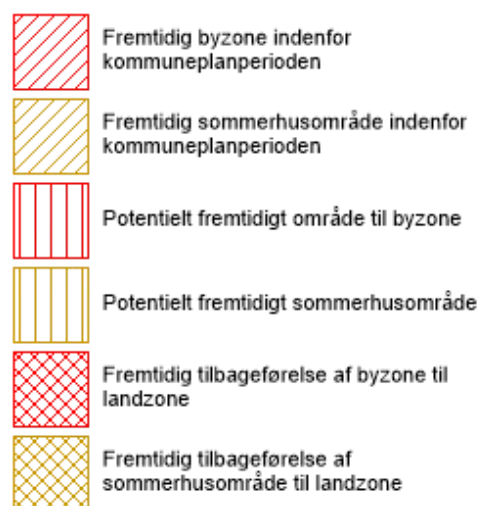 Fremtidig byzone indenfor
kommuneplanperioden
Fremtidig sommerhusområde indenfor
kommuneplanperioden
Potentielt fremtidigt område til byzone
Potentielt fremtidigt sommerhusområde
Fremtidig tilbageførelse af byzone til
landzone
Fremtidig tilbageførelse af
sommerhusområde til landzone